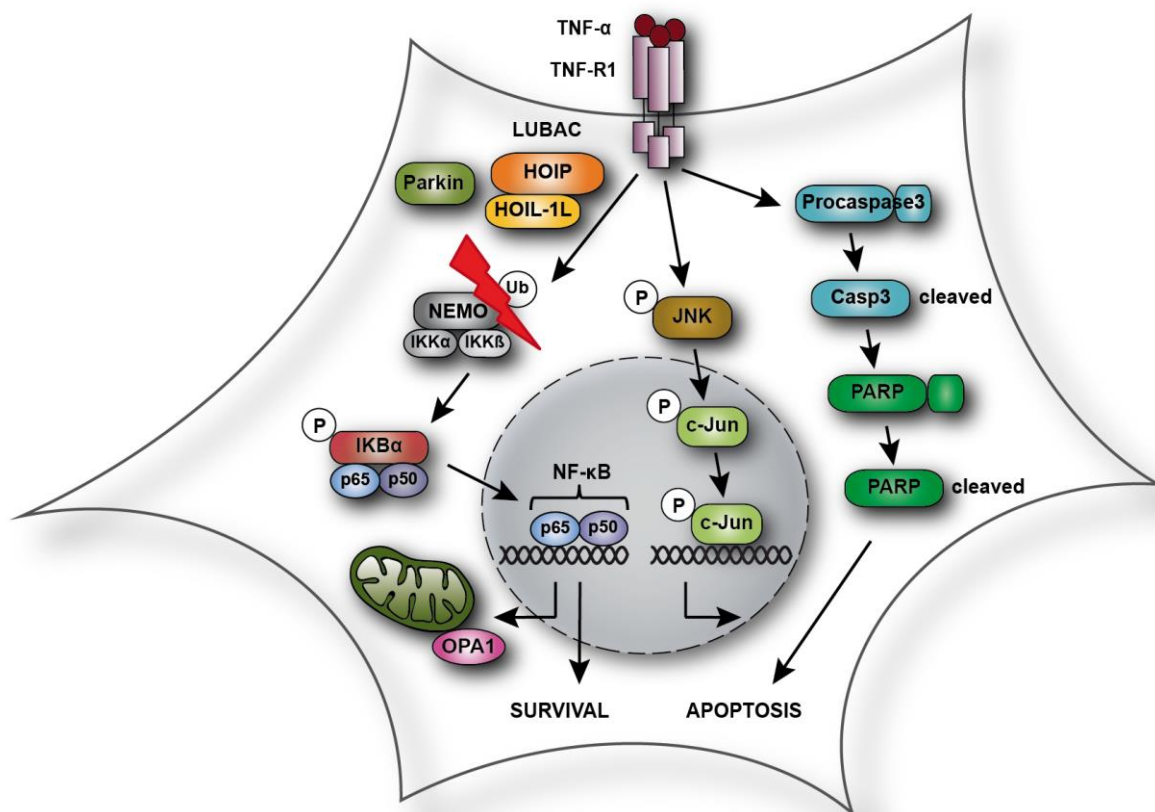 TNF-α
TNF-R1
LUBAC
Parkin
HOIP
HOIL-1L
Procaspase3
Ub
NEMO
IKKα
IKKß
P
JNK
Casp3
cleaved
P
IKBα
p65
p50
P
c-Jun
PARP
NF-κB
p65
p50
P
c-Jun
PARP
cleaved
OPA1
SURVIVAL
APOPTOSIS